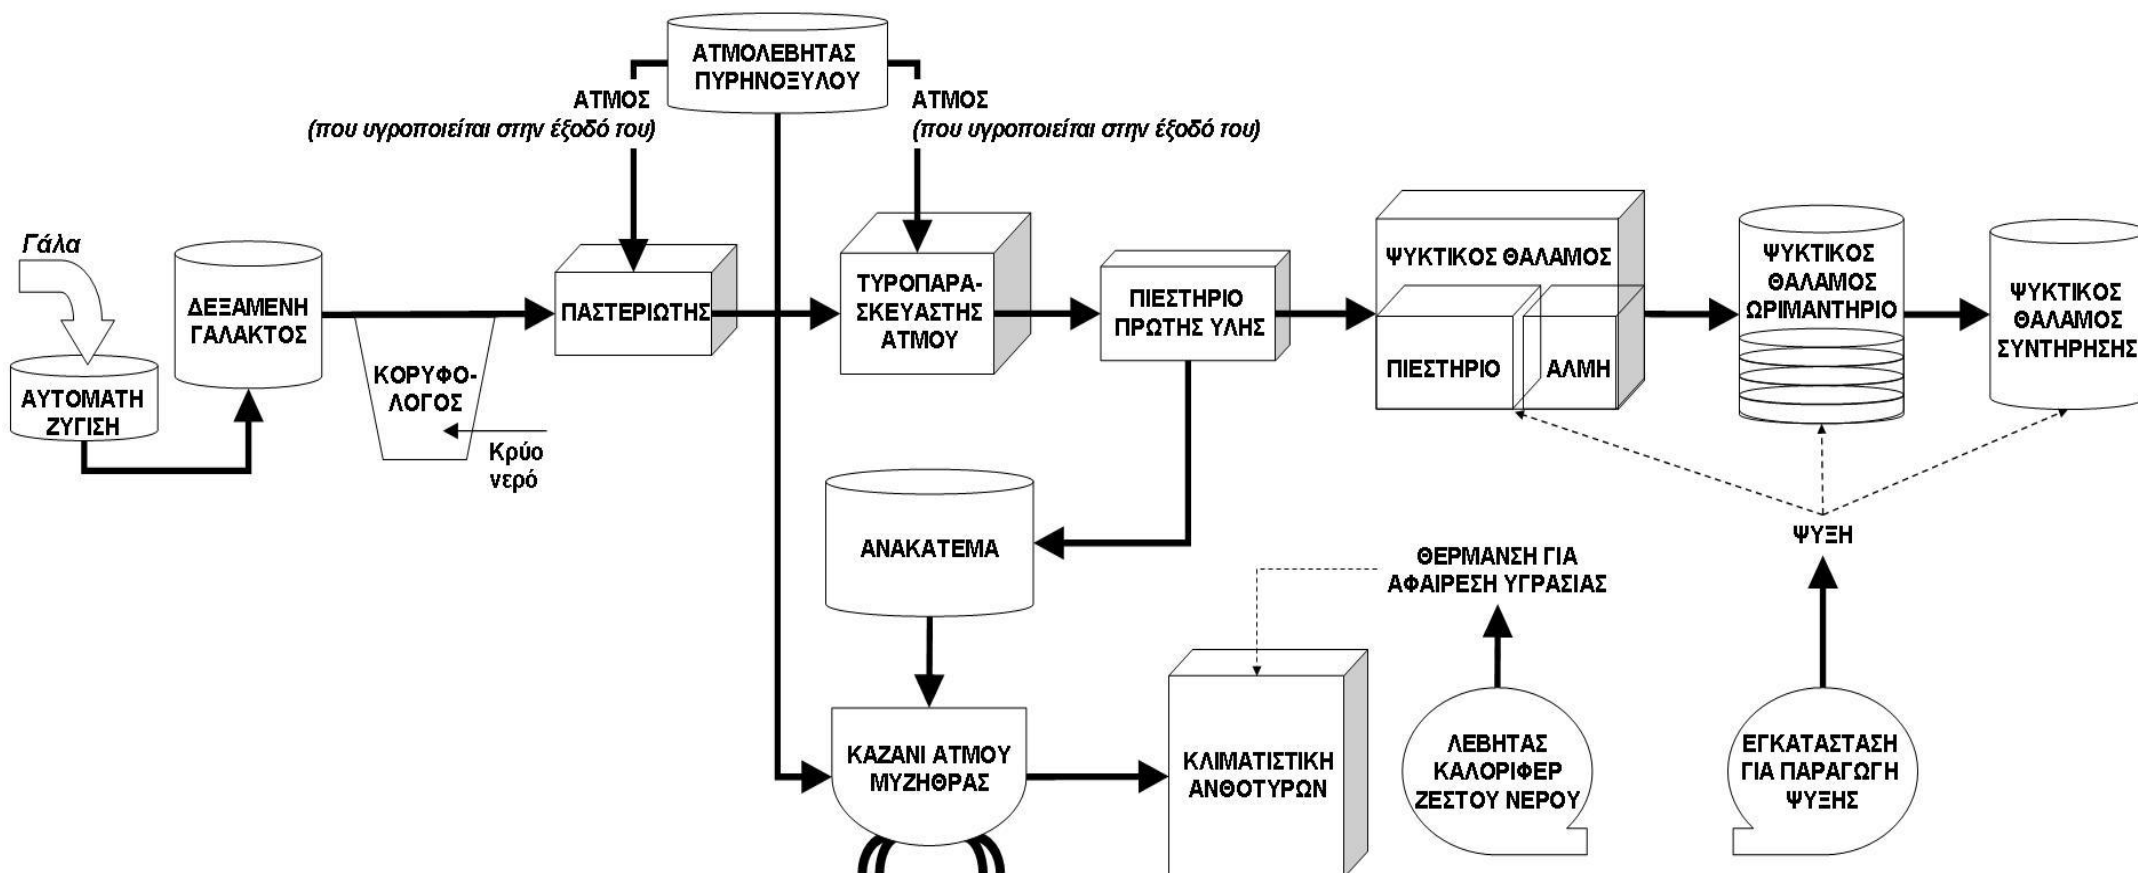 ΑΤΜΟΛΕΒΗΤΑΣ
ΠΥΡΗΝΟΞΥΛΟΥ
ΑΤΜΟΣ
(που υγροποιείται στην έξοδό του)
ΑΤΜΟΣ
(που υγροποιείται στην έξοδό του)
Γάλα
ΑΥΤΟΜΑΤΗ
ΖΥΓΙΣΗ
ΔΕΞΑΜΕΝΗ
ΓΑΛΑΚΤΟΣ
ΚΟΡΥΦΟ-
ΛΟΓΟΣ
Κρύο
νερό
ΠΑΣΤΕΡΙΩΤΗΣ
ΤΥΡΟΠΑΡΑ-
ΣΚΕΥΑΣΤΗΣ
ΑΤΜΟΥ
ΠΙΕΣΤΗΡΙΟ
ΠΡΩΤΗΣ ΥΛΗΣ
ΨΥΚΤΙΚΟΣ ΘΑΛΑΜΟΣ
ΠΙΕΣΤΗΡΙΟ
ΑΛΜΗ
ΨΥΚΤΙΚΟΣ
ΘΑΛΑΜΟΣ
ΩΡΙΜΑΝΤΗΡΙΟ
ΨΥΚΤΙΚΟΣ
ΘΑΛΑΜΟΣ
ΣΥΝΤΗΡΗΣΗΣ
ΑΝΑΚΑΤΕΜΑ
ΘΕΡΜΑΝΣΗ ΓΙΑ
ΑΦΑΙΡΕΣΗ ΥΓΡΑΣΙΑΣ
ΨΥΞΗ
ΚΑΖΑΝΙ ΑΤΜΟΥ
ΜΥΖΗΘΡΑΣ
ΚΛΙΜΑΤΙΣΤΙΚΗ
ΑΝΘΟΤΥΡΩΝ
ΛΕΒΗΤΑΣ
ΚΑΛΟΡΙΦΕΡ
ΖΕΣΤΟΥ ΝΕΡΟΥ
ΕΓΚΑΤΑΣΤΑΣΗ
ΓΙΑ ΠΑΡΑΓΩΓΗ
ΨΥΞΗΣ